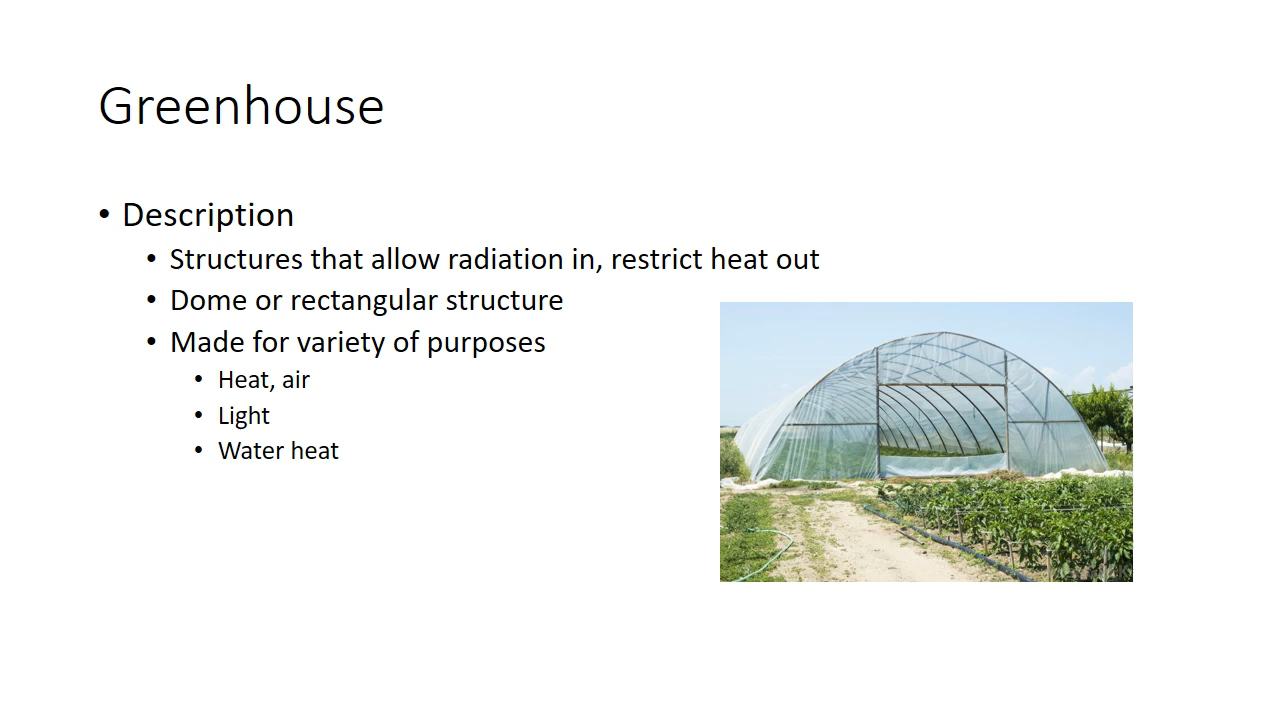 Greenhouse
• Description
• Structures that allow radiation in, restrict heat out
• Dome or rectangular structure
• Made for variety of purposes
• Heat, air
• Light
• Water heat